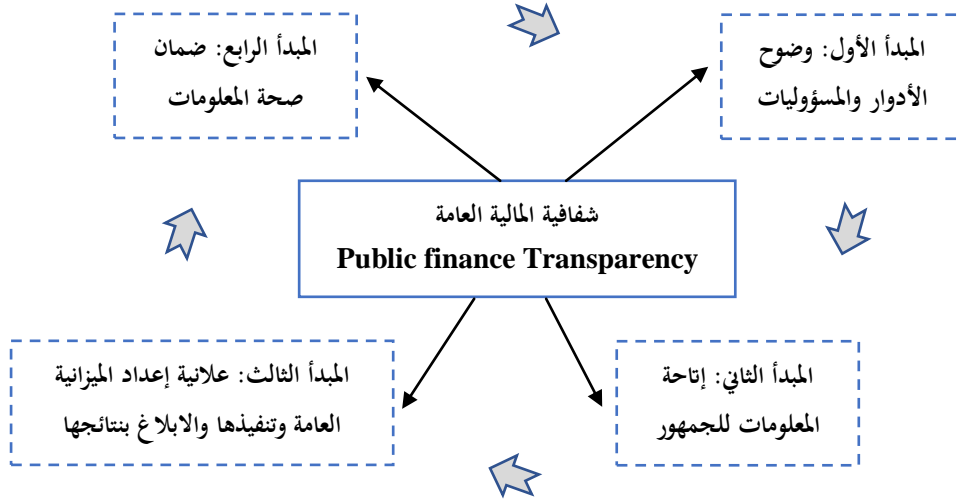 المبدأ الأول: وضوح
الأدوار والمسؤوليات
المبدأ الرابع: ضمان
صحة المعلومات
شفافية المالية العامة
Public finance Transparency
المبدأ الثاني: إتاحة
المعلومات للجمهور
المبدأ الثالث: علانية إعداد الميزانية
العامة وتنفيذها والابلاغ بنتائجها